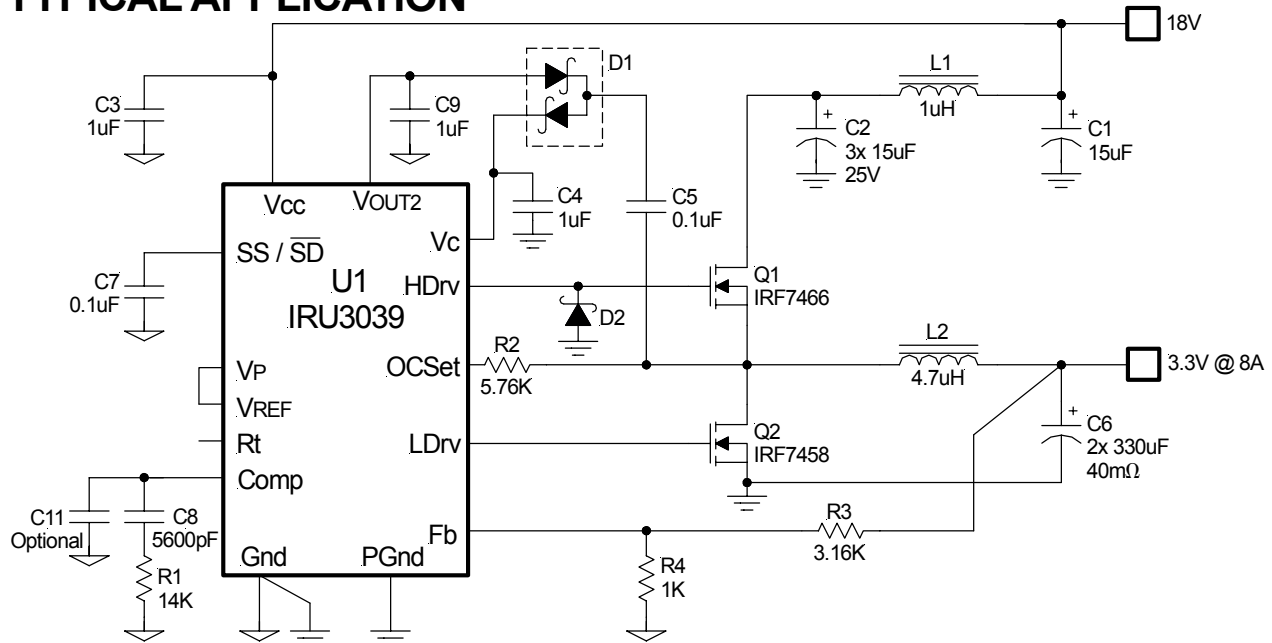 TYPICAL APPLICATION
18V
D1
L1
1uH
C3
1uF
C9
1uF
C2
3x 15uF
25V
C1
15uF
Vcc
VOUT2
C4
1uF
C5
0.1uF
Vc
SS / SD
U1
IRU3039
HDrv
Q1
IRF7466
C7
0.1uF
D2
R2
5.76K
OCSet
L2
4.7uH
3.3V @ 8A
VP
VREF
Rt
LDrv
Q2
IRF7458
C6
2x 330uF
40mΩ
Comp
C11
Optional
C8
5600pF
Fb
R3
3.16K
Gnd
PGnd
R1
14K
R4
1K